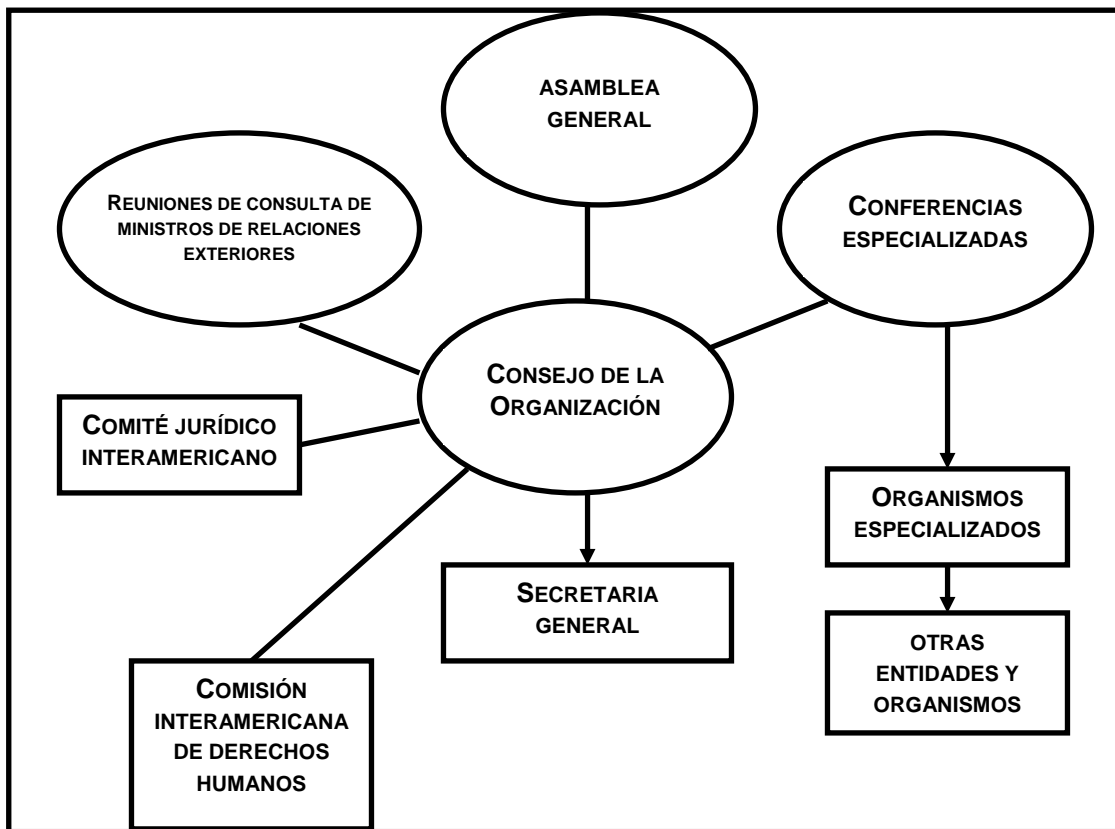 ASAMBLEA
GENERAL
REUNIONES DE CONSULTA DE
MINISTROS DE RELACIONES
EXTERIORES
CONFERENCIAS
ESPECIALIZADAS
CONSEJO DE LA
ORGANIZACIÓN
COMITÉ JURÍDICO
INTERAMERICANO
ORGANISMOS
ESPECIALIZADOS
SECRETARIA
GENERAL
OTRAS
ENTIDADES Y
ORGANISMOS
COMISIÓN
INTERAMERICANA
DE DERECHOS
HUMANOS